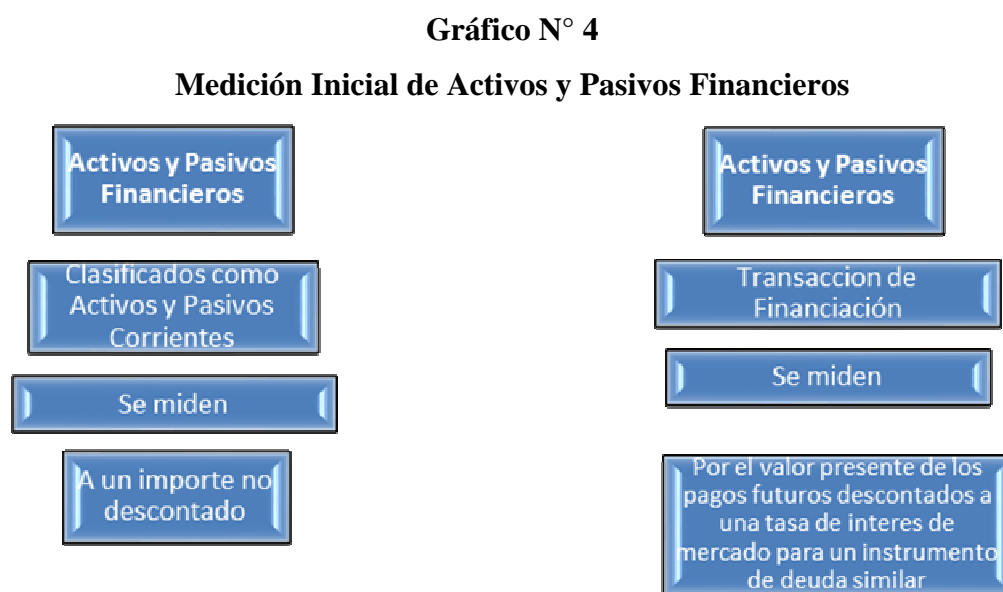 Gráfico N° 4
Medición Inicial de Activos y Pasivos Financieros
Activos y Pasivos
Financieros
Clasificados como
Activos y Pasivos
Corrientes
Se miden
A un importe no
descontado
Activos y Pasivos
Financieros
Transaccion de
Financiación
Se miden
Por el valor presente de los
pagos futuros descontados a
una tasa de interes de
mercado para un instrumento
de deuda similar